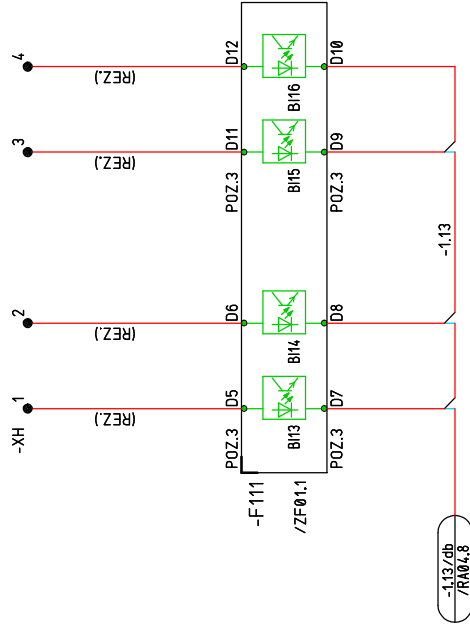 -XH
1
2
3
4
(REZ.)
(REZ.)
(REZ.)
(REZ.)
POZ.3
D5
D6
POZ.3
D11
D12
-F111
/ZF01.1
BI13
BI14
BI15
BI16
POZ.3
D7
D8
POZ.3
D9
D10
-1.13
-1.13/db
/RA04.8